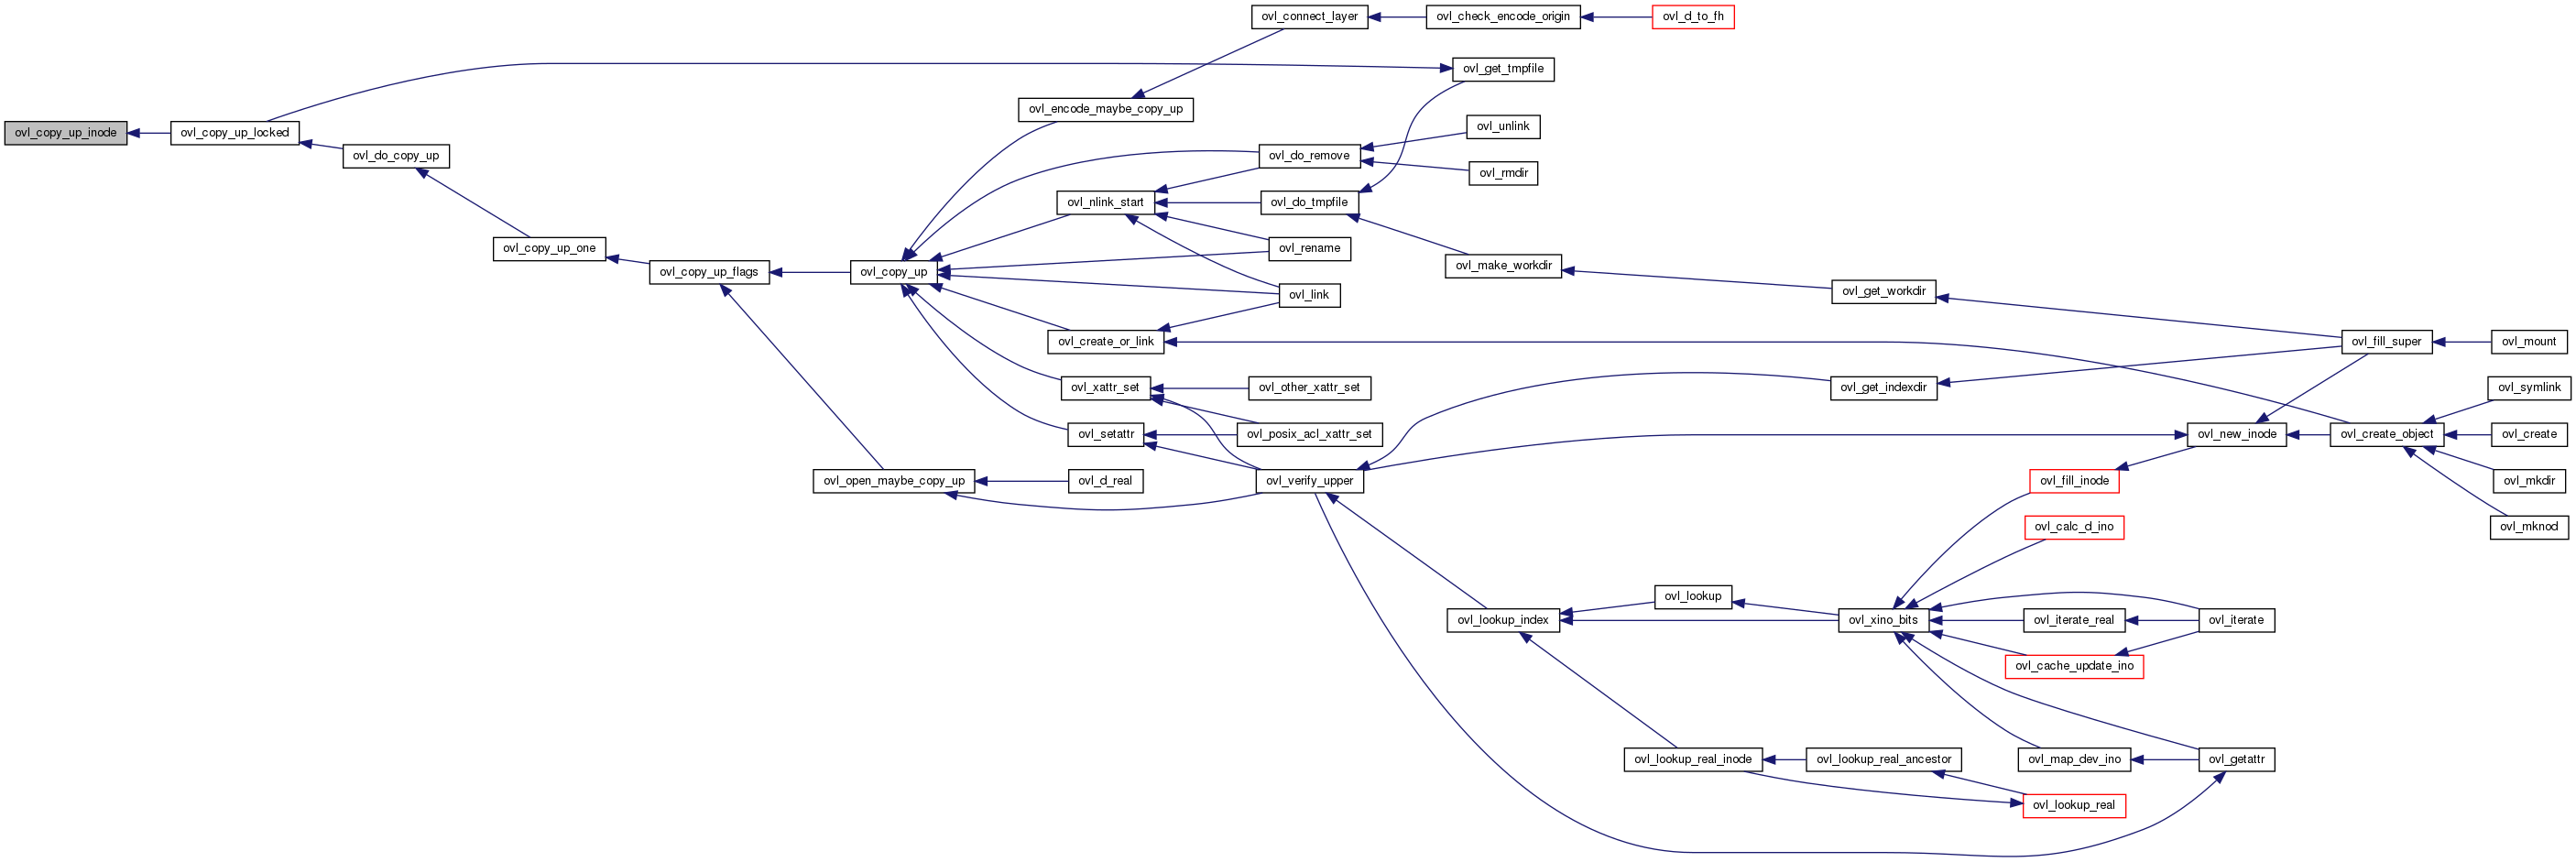 ovl_copy_up_inode
ovl_copy_up_locked
ovl_do_copy_up
ovl_copy_up_one
ovl_copy_up_flags
ovl_copy_up
ovl_open_maybe_copy_up
ovl_d_real
ovl_encode_maybe_copy_up
ovl_nlink_start
ovl_create_or_link
ovl_xattr_set
ovl_setattr
ovl_connect_layer
ovl_check_encode_origin
ovl_d_to_fh
ovl_get_tmpfile
ovl_do_remove
ovl_unlink
ovl_rmdir
ovl_do_tmpfile
ovl_rename
ovl_link
ovl_make_workdir
ovl_get_workdir
ovl_other_xattr_set
ovl_posix_acl_xattr_set
ovl_verify_upper
ovl_get_indexdir
ovl_fill_super
ovl_mount
ovl_new_inode
ovl_create_object
ovl_symlink
ovl_create
ovl_mkdir
ovl_mknod
ovl_fill_inode
ovl_calc_d_ino
ovl_lookup_index
ovl_lookup
ovl_xino_bits
ovl_iterate_real
ovl_iterate
ovl_cache_update_ino
ovl_lookup_real_inode
ovl_lookup_real_ancestor
ovl_map_dev_ino
ovl_getattr
ovl_lookup_real